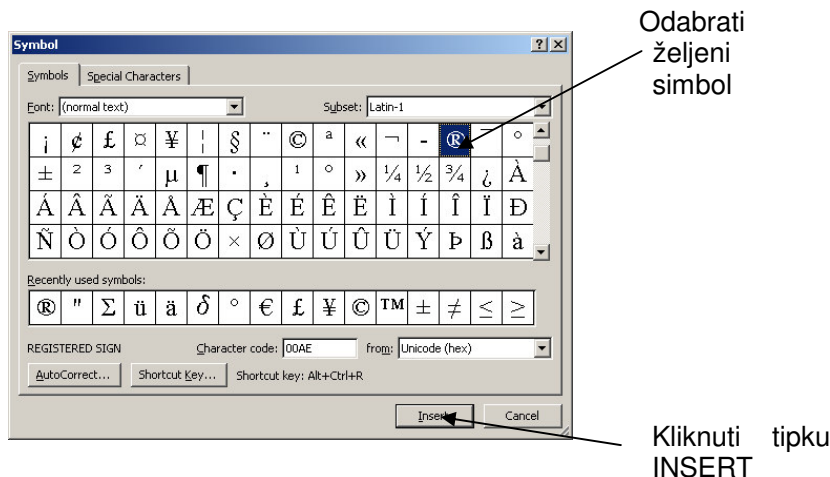 Odabrati
željeni
simbol
Symbol
Symbols Special Characters
Font: (normal text) Subset: Latin-1
¡ ¢ £ ¤ ¥ ¦ § ¨ © ª « ¬ - ® ¯ °
± ² ³ ´ µ ¶ · ¸ ¹ º » ¼ ½ ¾ ¿ À
Á Â Ã Ä Å Æ Ç È É Ê Ë Ì Í Î Ï Ð
Ñ Ò Ó Ô Õ Ö × Ø Ù Ú Û Ü Ý Þ ß à
Recently used symbols:
® " Σ ü ä δ ° € £ ¥ © ™ ± ≠ ≤ ≥
REGISTERED SIGN Character code: 00AE from: Unicode (hex)
AutoCorrect... Shortcut Key... Shortcut key: Alt+Ctrl+R
Insert Cancel
Kliknuti tipku
INSERT